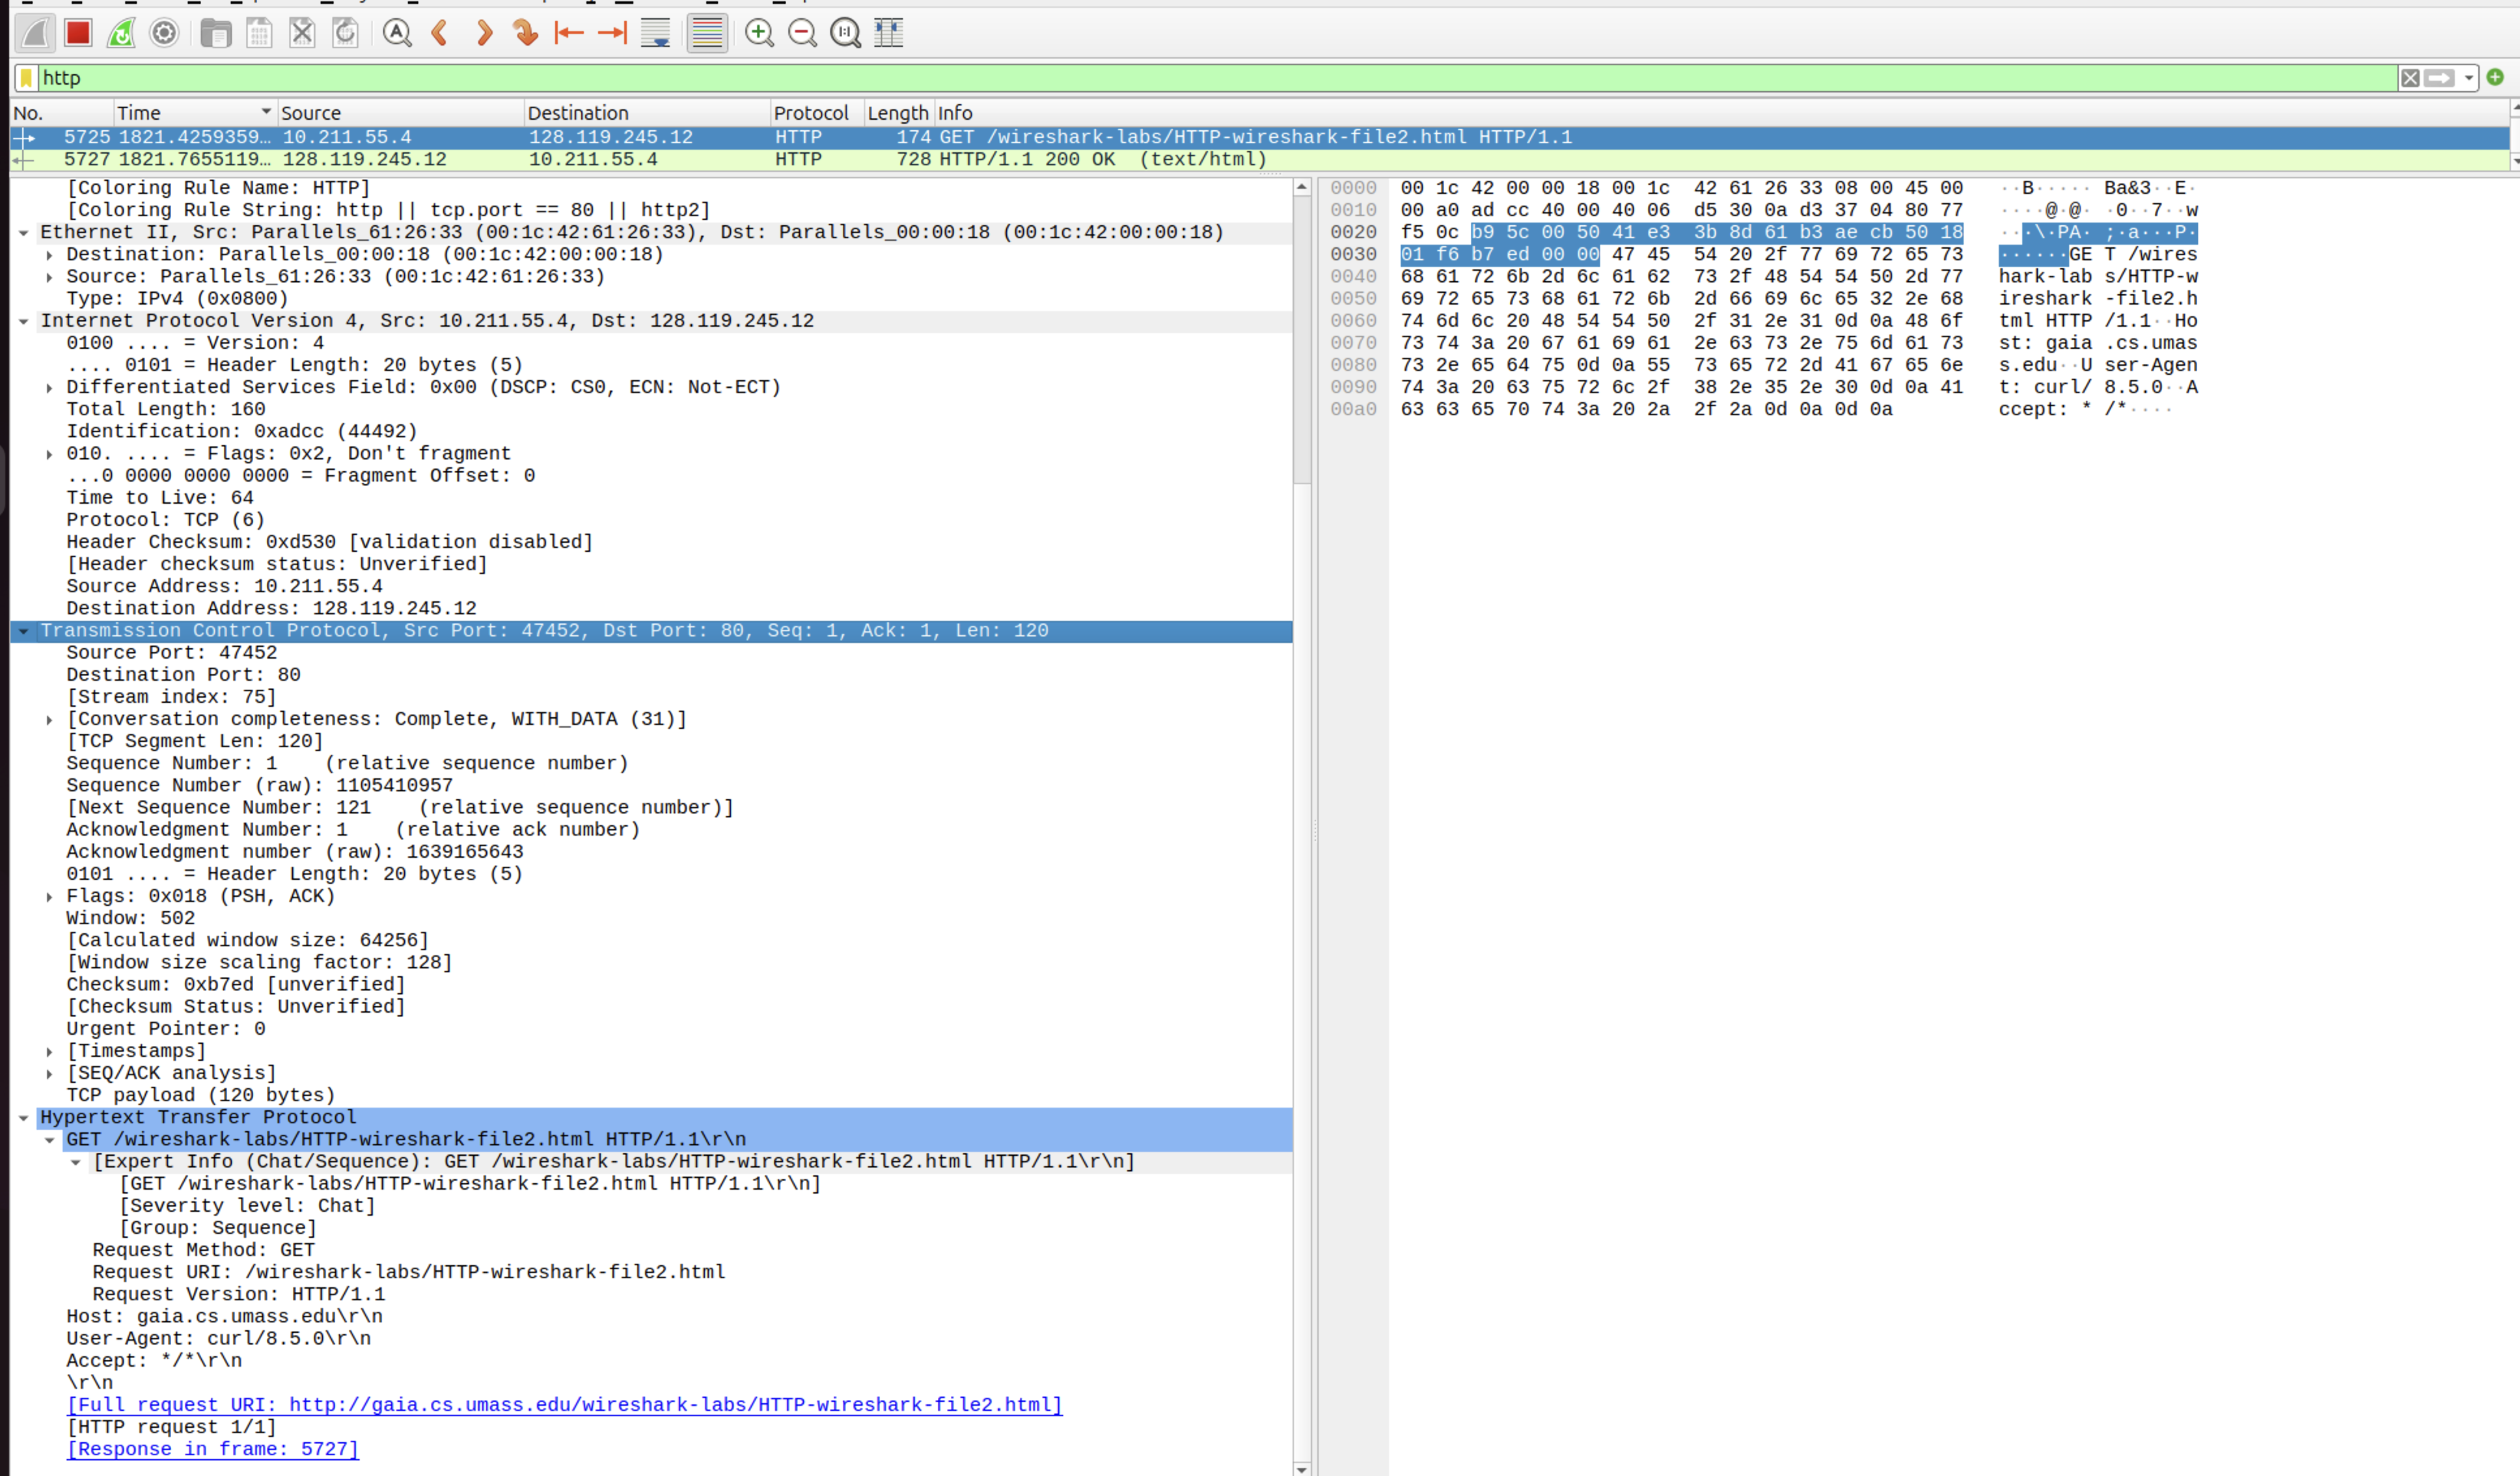 http
No. Time Source Destination Protocol Length Info
5725 1821.4259359… 10.211.55.4 128.119.245.12 HTTP 174 GET /wireshark-labs/HTTP-wireshark-file2.html HTTP/1.1
5727 1821.7655119… 128.119.245.12 10.211.55.4 HTTP 728 HTTP/1.1 200 OK  (text/html)
[Coloring Rule Name: HTTP]
[Coloring Rule String: http || tcp.port == 80 || http2]
Ethernet II, Src: Parallels_61:26:33 (00:1c:42:61:26:33), Dst: Parallels_00:00:18 (00:1c:42:00:00:18)
Destination: Parallels_00:00:18 (00:1c:42:00:00:18)
Source: Parallels_61:26:33 (00:1c:42:61:26:33)
Type: IPv4 (0x0800)
Internet Protocol Version 4, Src: 10.211.55.4, Dst: 128.119.245.12
0100 .... = Version: 4
.... 0101 = Header Length: 20 bytes (5)
Differentiated Services Field: 0x00 (DSCP: CS0, ECN: Not-ECT)
Total Length: 160
Identification: 0xadcc (44492)
010. .... = Flags: 0x2, Don't fragment
...0 0000 0000 0000 = Fragment Offset: 0
Time to Live: 64
Protocol: TCP (6)
Header Checksum: 0xd530 [validation disabled]
[Header checksum status: Unverified]
Source Address: 10.211.55.4
Destination Address: 128.119.245.12
Transmission Control Protocol, Src Port: 47452, Dst Port: 80, Seq: 1, Ack: 1, Len: 120
Source Port: 47452
Destination Port: 80
[Stream index: 75]
[Conversation completeness: Complete, WITH_DATA (31)]
[TCP Segment Len: 120]
Sequence Number: 1    (relative sequence number)
Sequence Number (raw): 1105410957
[Next Sequence Number: 121    (relative sequence number)]
Acknowledgment Number: 1    (relative ack number)
Acknowledgment number (raw): 1639165643
0101 .... = Header Length: 20 bytes (5)
Flags: 0x018 (PSH, ACK)
Window: 502
[Calculated window size: 64256]
[Window size scaling factor: 128]
Checksum: 0xb7ed [unverified]
[Checksum Status: Unverified]
Urgent Pointer: 0
[Timestamps]
[SEQ/ACK analysis]
TCP payload (120 bytes)
Hypertext Transfer Protocol
GET /wireshark-labs/HTTP-wireshark-file2.html HTTP/1.1\r\n
[Expert Info (Chat/Sequence): GET /wireshark-labs/HTTP-wireshark-file2.html HTTP/1.1\r\n]
[GET /wireshark-labs/HTTP-wireshark-file2.html HTTP/1.1\r\n]
[Severity level: Chat]
[Group: Sequence]
Request Method: GET
Request URI: /wireshark-labs/HTTP-wireshark-file2.html
Request Version: HTTP/1.1
Host: gaia.cs.umass.edu\r\n
User-Agent: curl/8.5.0\r\n
Accept: */*\r\n
\r\n
[Full request URI: http://gaia.cs.umass.edu/wireshark-labs/HTTP-wireshark-file2.html]
[HTTP request 1/1]
[Response in frame: 5727]
0000 00 1c 42 00 00 18 00 1c 42 61 26 33 08 00 45 00 ··B····· Ba&3··E·
0010 00 a0 ad cc 40 00 40 06 d5 30 0a d3 37 04 80 77 ····@·@· ·0··7··w
0020 f5 0c b9 5c 00 50 41 e3 3b 8d 61 b3 ae cb 50 18 ···\·PA· ;·a···P·
0030 01 f6 b7 ed 00 00 47 45 54 20 2f 77 69 72 65 73 ······GE T /wires
0040 68 61 72 6b 2d 6c 61 62 73 2f 48 54 54 50 2d 77 hark-lab s/HTTP-w
0050 69 72 65 73 68 61 72 6b 2d 66 69 6c 65 32 2e 68 ireshark -file2.h
0060 74 6d 6c 20 48 54 54 50 2f 31 2e 31 0d 0a 48 6f tml HTTP /1.1··Ho
0070 73 74 3a 20 67 61 69 61 2e 63 73 2e 75 6d 61 73 st: gaia .cs.umas
0080 73 2e 65 64 75 0d 0a 55 73 65 72 2d 41 67 65 6e s.edu··U ser-Agen
0090 74 3a 20 63 75 72 6c 2f 38 2e 35 2e 30 0d 0a 41 t: curl/ 8.5.0··A
00a0 63 63 65 70 74 3a 20 2a 2f 2a 0d 0a 0d 0a ccept: * /*····